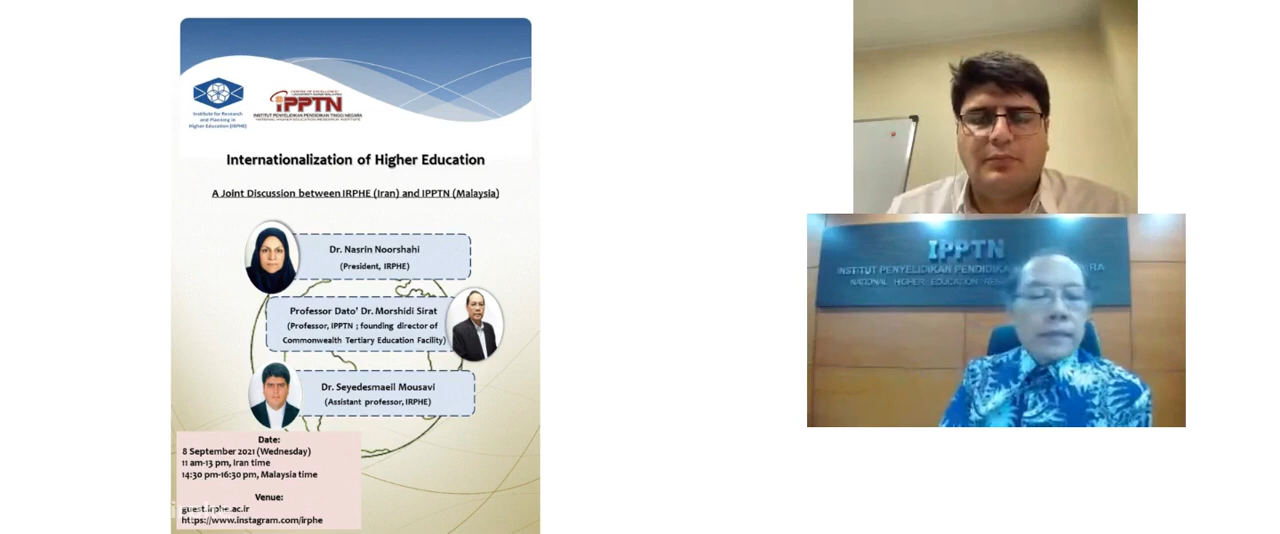 Institute for Research
and Planning in
Higher Education (IRPHE)
iPPTN
INSTITUT PENYELIDIKAN PENDIDIKAN TINGGI NEGARA
NATIONAL HIGHER EDUCATION RESEARCH INSTITUTE
Internationalization of Higher Education
A Joint Discussion between IRPHE (Iran) and IPPTN (Malaysia)
Dr. Nasrin Noorshahi
(President, IRPHE)
Professor Dato' Dr. Morshidi Sirat
(Professor, IPPTN ; founding director of
Commonwealth Tertiary Education Facility)
Dr. Seyedesmaeil Mousavi
(Assistant professor, IRPHE)
Date:
8 September 2021 (Wednesday)
11 am-13 pm, Iran time
14:30 pm-16:30 pm, Malaysia time
Venue:
guest.irphe.ac.ir
https://www.instagram.com/irphe
IPPTN
INSTITUT PENYELIDIKAN PENDIDIKA
NATIONAL HIGHER EDUCATION